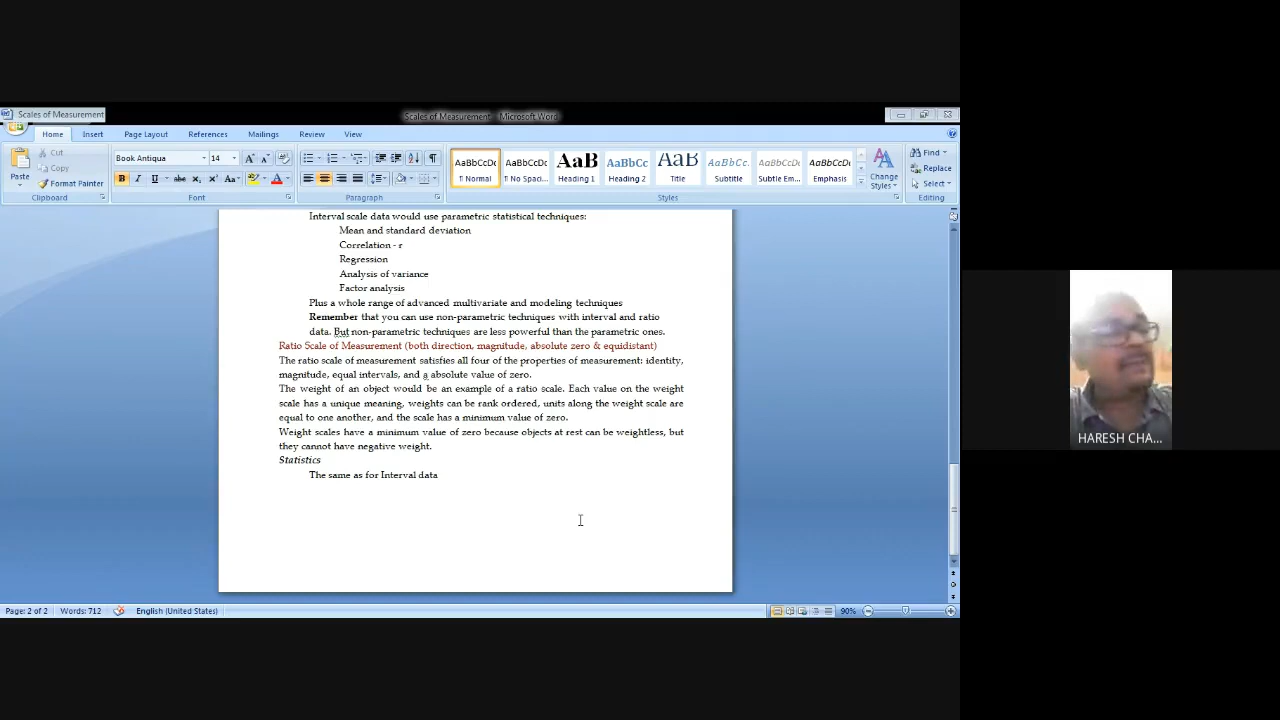 Scales of Measurement
Scales of Measurement - Microsoft Word
Home Insert Page Layout References Mailings Review View
Paste
Cut
Copy
Format Painter
Clipboard
Book Antiqua 14
B I U abc X₂ X² Aa A
Font
Paragraph
AaBbCcDc AaBbCcDc AaB AaBbCc AaB AaBbCcI AaBbCcDc AaBbCcDc
¶ Normal ¶ No Spaci... Heading 1 Heading 2 Title Subtitle Subtle Em... Emphasis
Change Styles
Styles
Find
Replace
Select
Editing
Interval scale data would use parametric statistical techniques:
Mean and standard deviation
Correlation - r
Regression
Analysis of variance
Factor analysis
Plus a whole range of advanced multivariate and modeling techniques
Remember that you can use non-parametric techniques with interval and ratio
data. But non-parametric techniques are less powerful than the parametric ones.
Ratio Scale of Measurement (both direction, magnitude, absolute zero & equidistant)
The ratio scale of measurement satisfies all four of the properties of measurement: identity,
magnitude, equal intervals, and a absolute value of zero.
The weight of an object would be an example of a ratio scale. Each value on the weight
scale has a unique meaning, weights can be rank ordered, units along the weight scale are
equal to one another, and the scale has a minimum value of zero.
Weight scales have a minimum value of zero because objects at rest can be weightless, but
they cannot have negative weight.
Statistics
The same as for Interval data
Page: 2 of 2 Words: 712 English (United States) 90%
HARESH CHA...